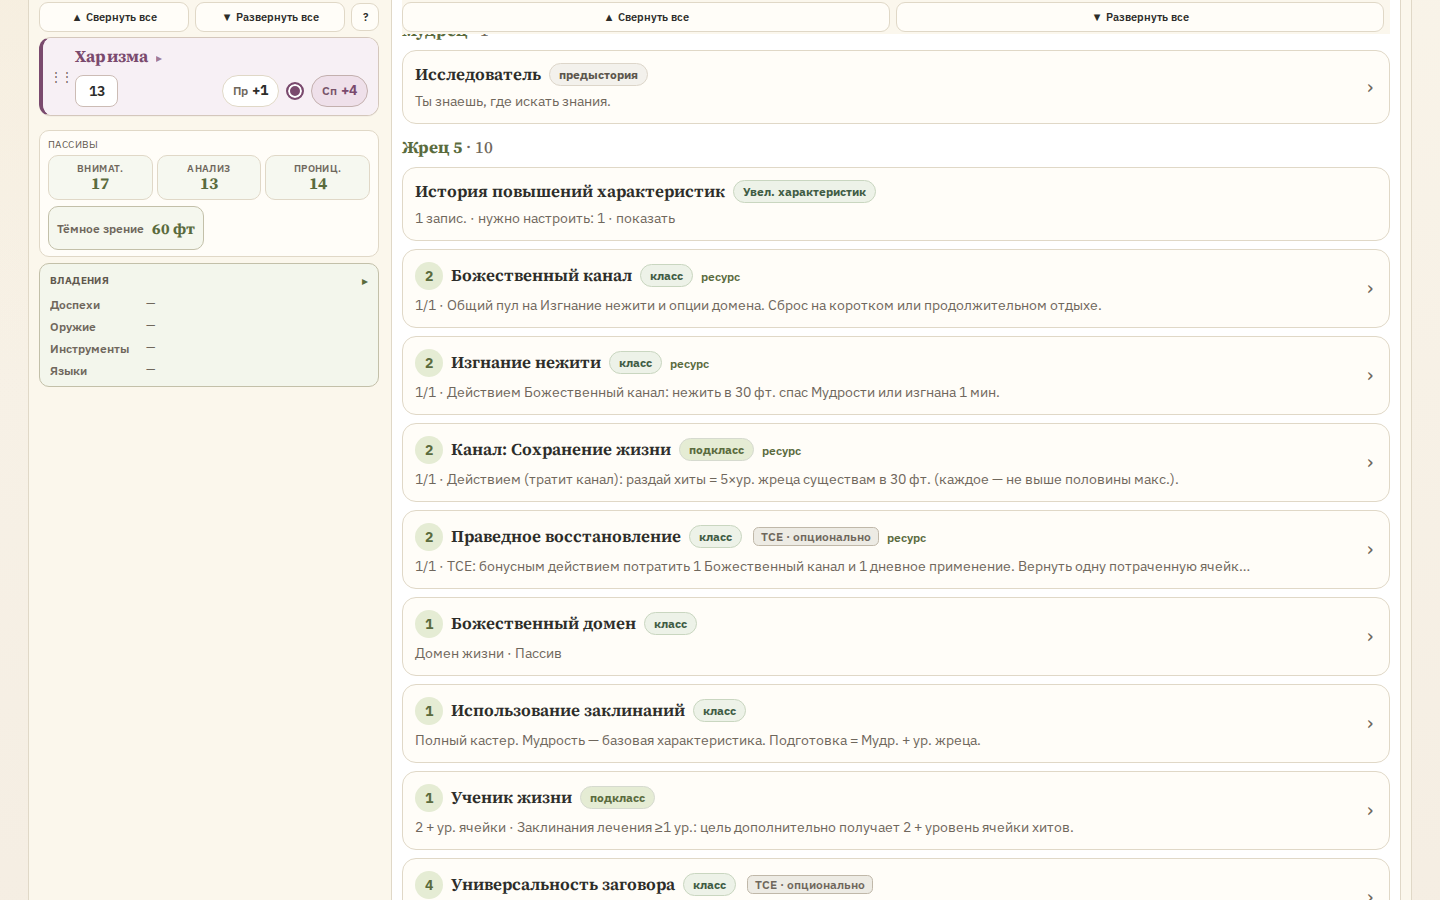 ▲ Свернуть все
▼ Развернуть все
?
Харизма ▸
13
Пр +1
Сп +4
ПАССИВЫ
ВНИМАТ.
17
АНАЛИЗ
13
ПРОНИЦ.
14
Тёмное зрение 60 фт
ВЛАДЕНИЯ ▸
Доспехи —
Оружие —
Инструменты —
Языки —
▲ Свернуть все
▼ Развернуть все
Исследователь предыстория
Ты знаешь, где искать знания.
Жрец 5 · 10
История повышений характеристик Увел. характеристик
1 запис. · нужно настроить: 1 · показать
2 Божественный канал класс ресурс
1/1 · Общий пул на Изгнание нежити и опции домена. Сброс на коротком или продолжительном отдыхе.
2 Изгнание нежити класс ресурс
1/1 · Действием Божественный канал: нежить в 30 фт. спас Мудрости или изгнана 1 мин.
2 Канал: Сохранение жизни подкласс ресурс
1/1 · Действием (тратит канал): раздай хиты = 5×ур. жреца существам в 30 фт. (каждое — не выше половины макс.).
2 Праведное восстановление класс TCE · опционально ресурс
1/1 · TCE: бонусным действием потратить 1 Божественный канал и 1 дневное применение. Вернуть одну потраченную ячейк…
1 Божественный домен класс
Домен жизни · Пассив
1 Использование заклинаний класс
Полный кастер. Мудрость — базовая характеристика. Подготовка = Мудр. + ур. жреца.
1 Ученик жизни подкласс
2 + ур. ячейки · Заклинания лечения ≥1 ур.: цель дополнительно получает 2 + уровень ячейки хитов.
4 Универсальность заговора класс TCE · опционально